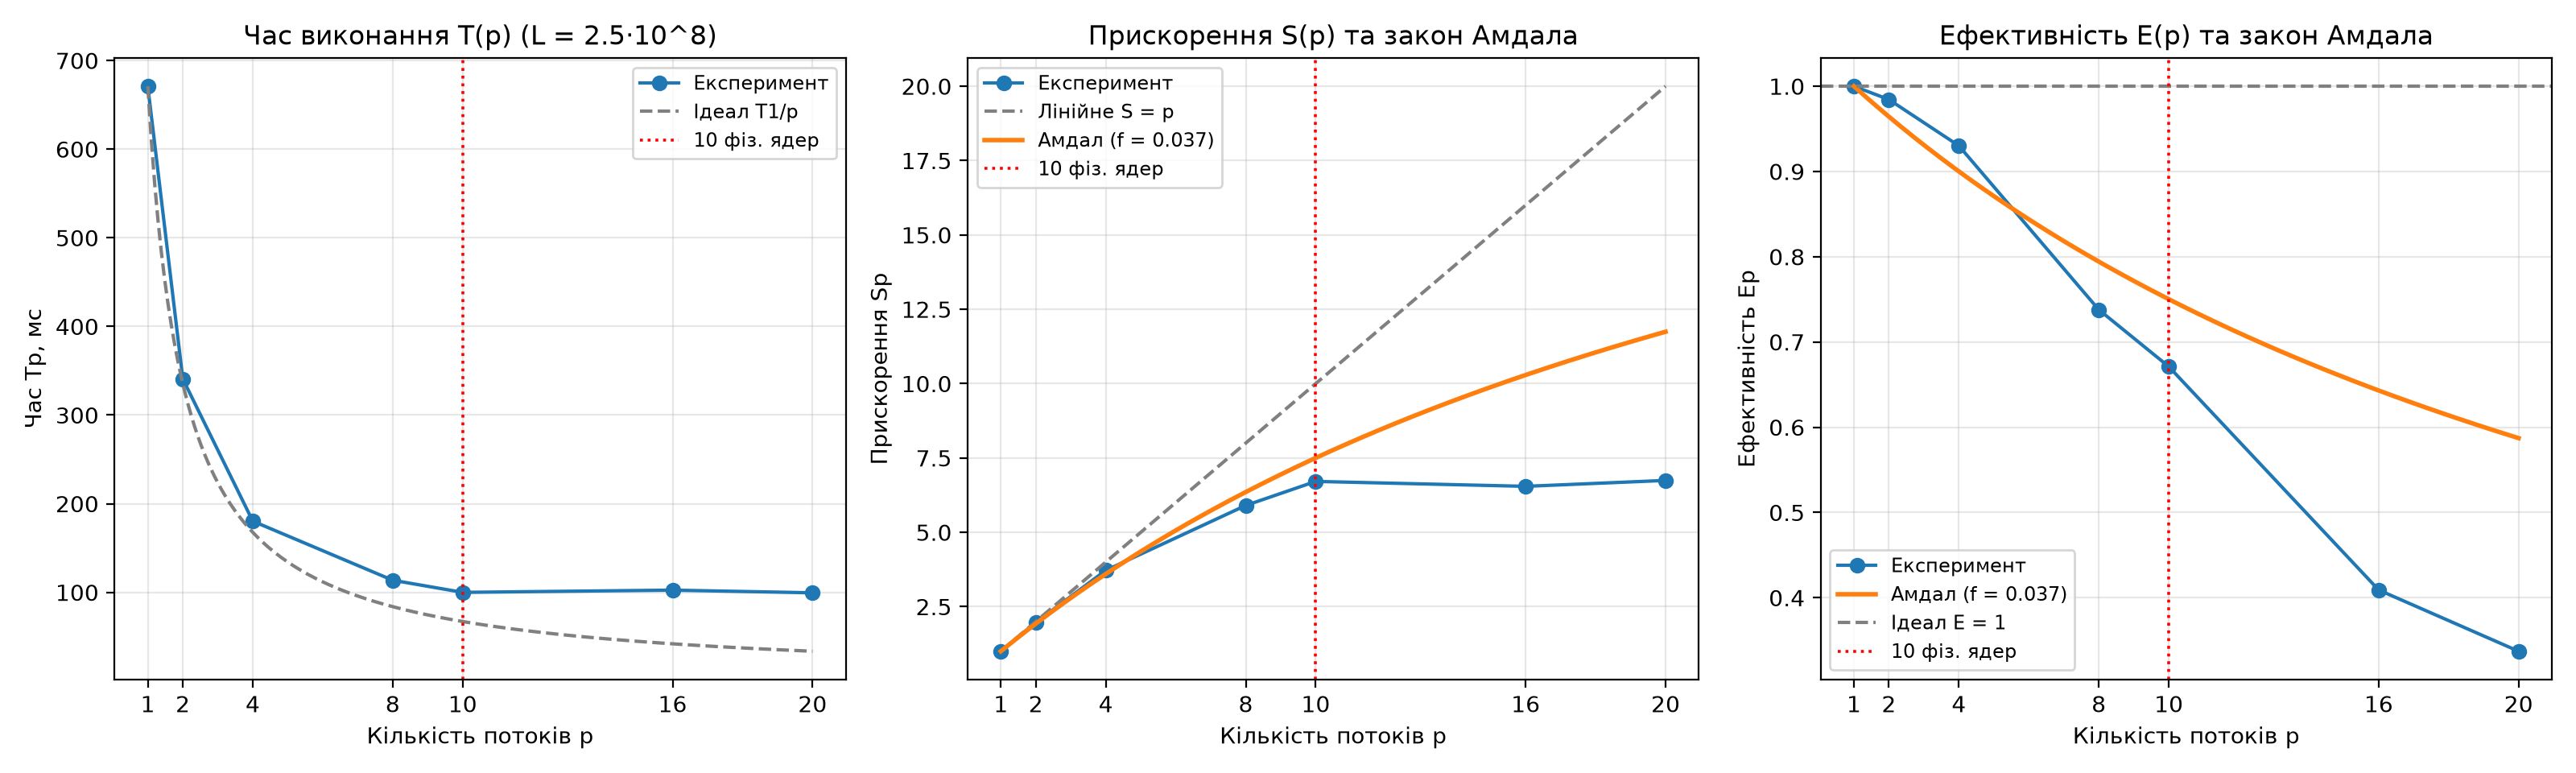 Час виконання T(p) (L = 2.5·10^8)
700
600
500
400
300
200
100
Час Tp, мс
1 2 4 8 10 16 20
Кількість потоків p
Експеримент
Ідеал T1/p
10 фіз. ядер
Прискорення S(p) та закон Амдала
20.0
17.5
15.0
12.5
10.0
7.5
5.0
2.5
Прискорення Sp
1 2 4 8 10 16 20
Кількість потоків p
Експеримент
Лінійне S = p
Амдал (f = 0.037)
10 фіз. ядер
Ефективність E(p) та закон Амдала
1.0
0.9
0.8
0.7
0.6
0.5
0.4
Ефективність Ep
1 2 4 8 10 16 20
Кількість потоків p
Експеримент
Амдал (f = 0.037)
Ідеал E = 1
10 фіз. ядер